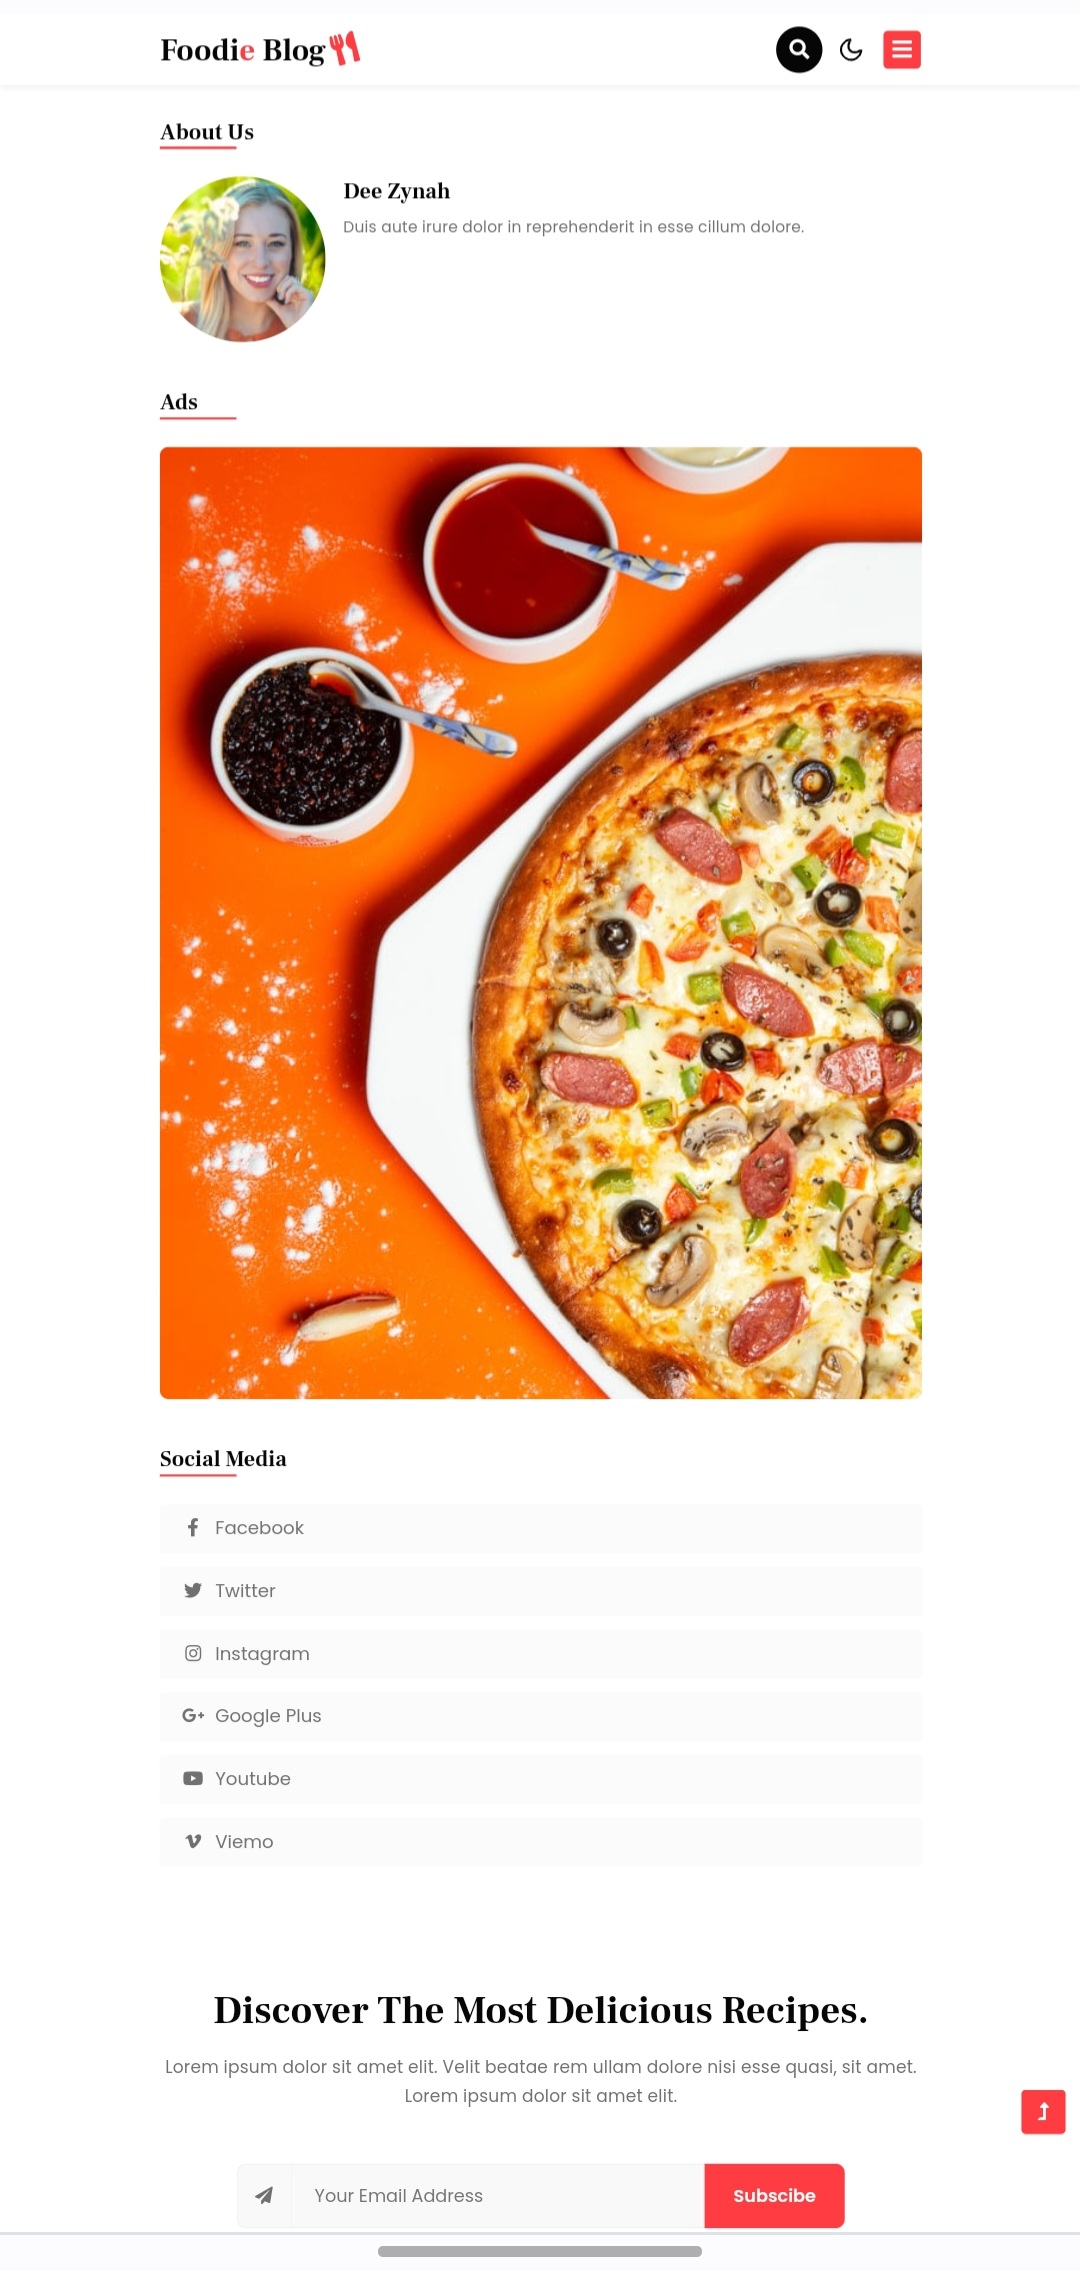 Foodie Blog
About Us
Dee Zynah
Duis aute irure dolor in reprehenderit in esse cillum dolore.
Ads
Social Media
Facebook
Twitter
Instagram
Google Plus
Youtube
Viemo
Discover The Most Delicious Recipes.
Lorem ipsum dolor sit amet elit. Velit beatae rem ullam dolore nisi esse quasi, sit amet.
Lorem ipsum dolor sit amet elit.
Your Email Address
Subscibe